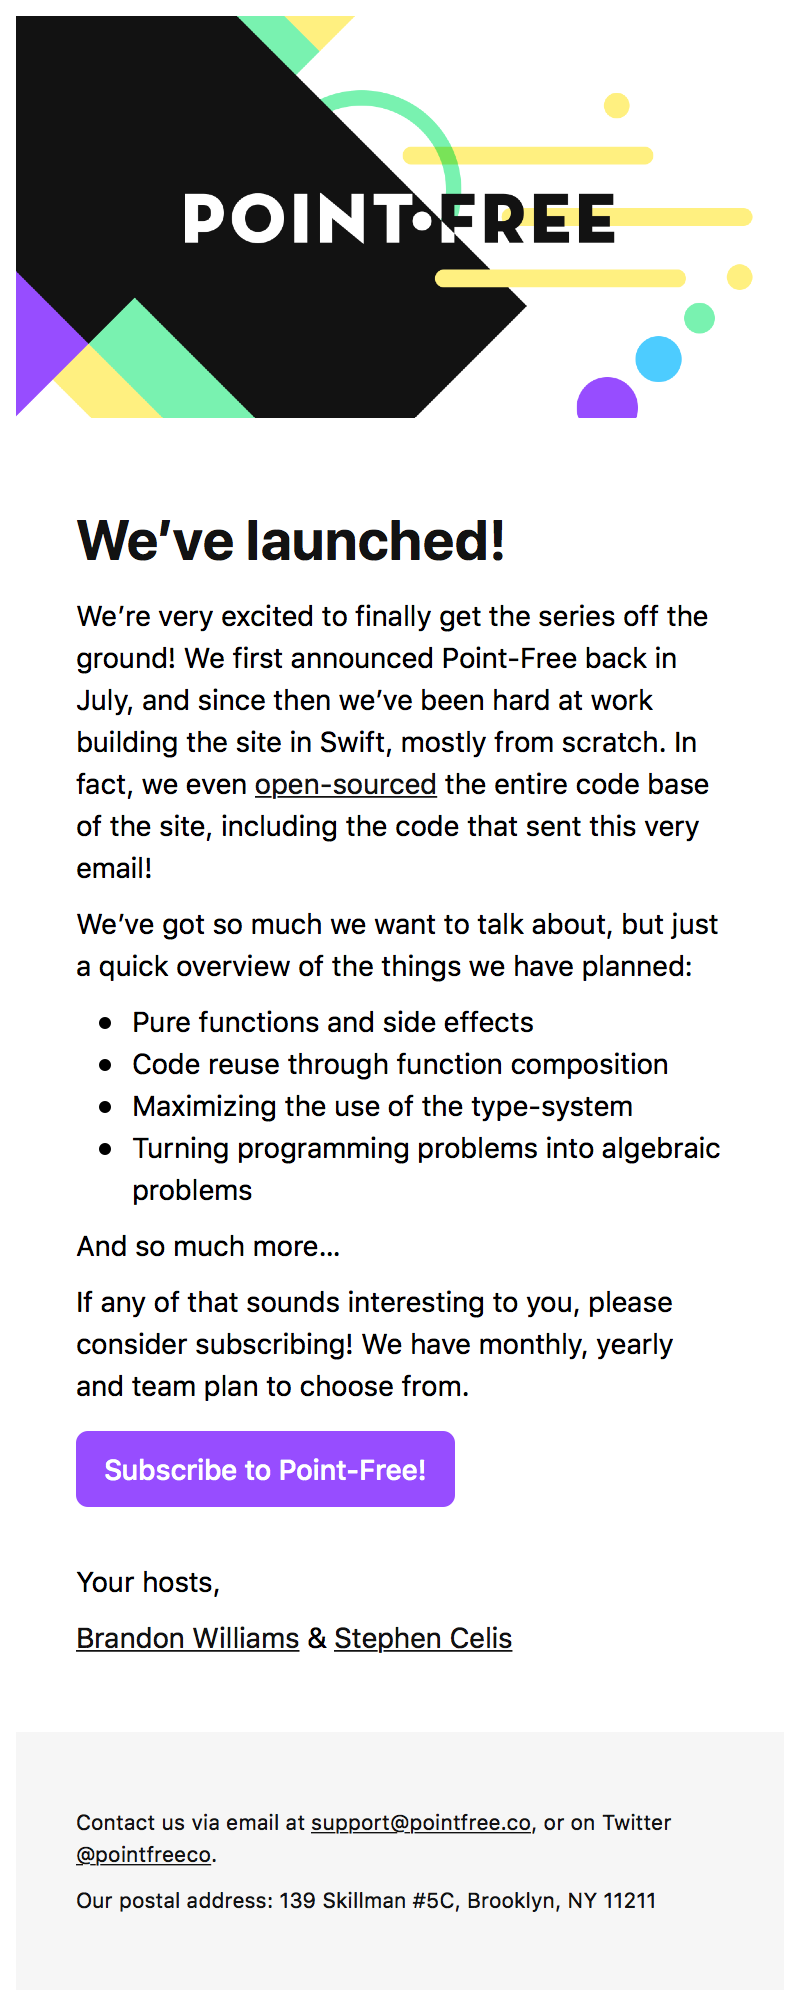 POINT•FREE
We’ve launched!
We’re very excited to finally get the series off the
ground! We first announced Point-Free back in
July, and since then we’ve been hard at work
building the site in Swift, mostly from scratch. In
fact, we even open-sourced the entire code base
of the site, including the code that sent this very
email!
We’ve got so much we want to talk about, but just
a quick overview of the things we have planned:
• Pure functions and side effects
• Code reuse through function composition
• Maximizing the use of the type-system
• Turning programming problems into algebraic
problems
And so much more…
If any of that sounds interesting to you, please
consider subscribing! We have monthly, yearly
and team plan to choose from.
Subscribe to Point-Free!
Your hosts,
Brandon Williams & Stephen Celis
Contact us via email at support@pointfree.co, or on Twitter
@pointfreeco.
Our postal address: 139 Skillman #5C, Brooklyn, NY 11211